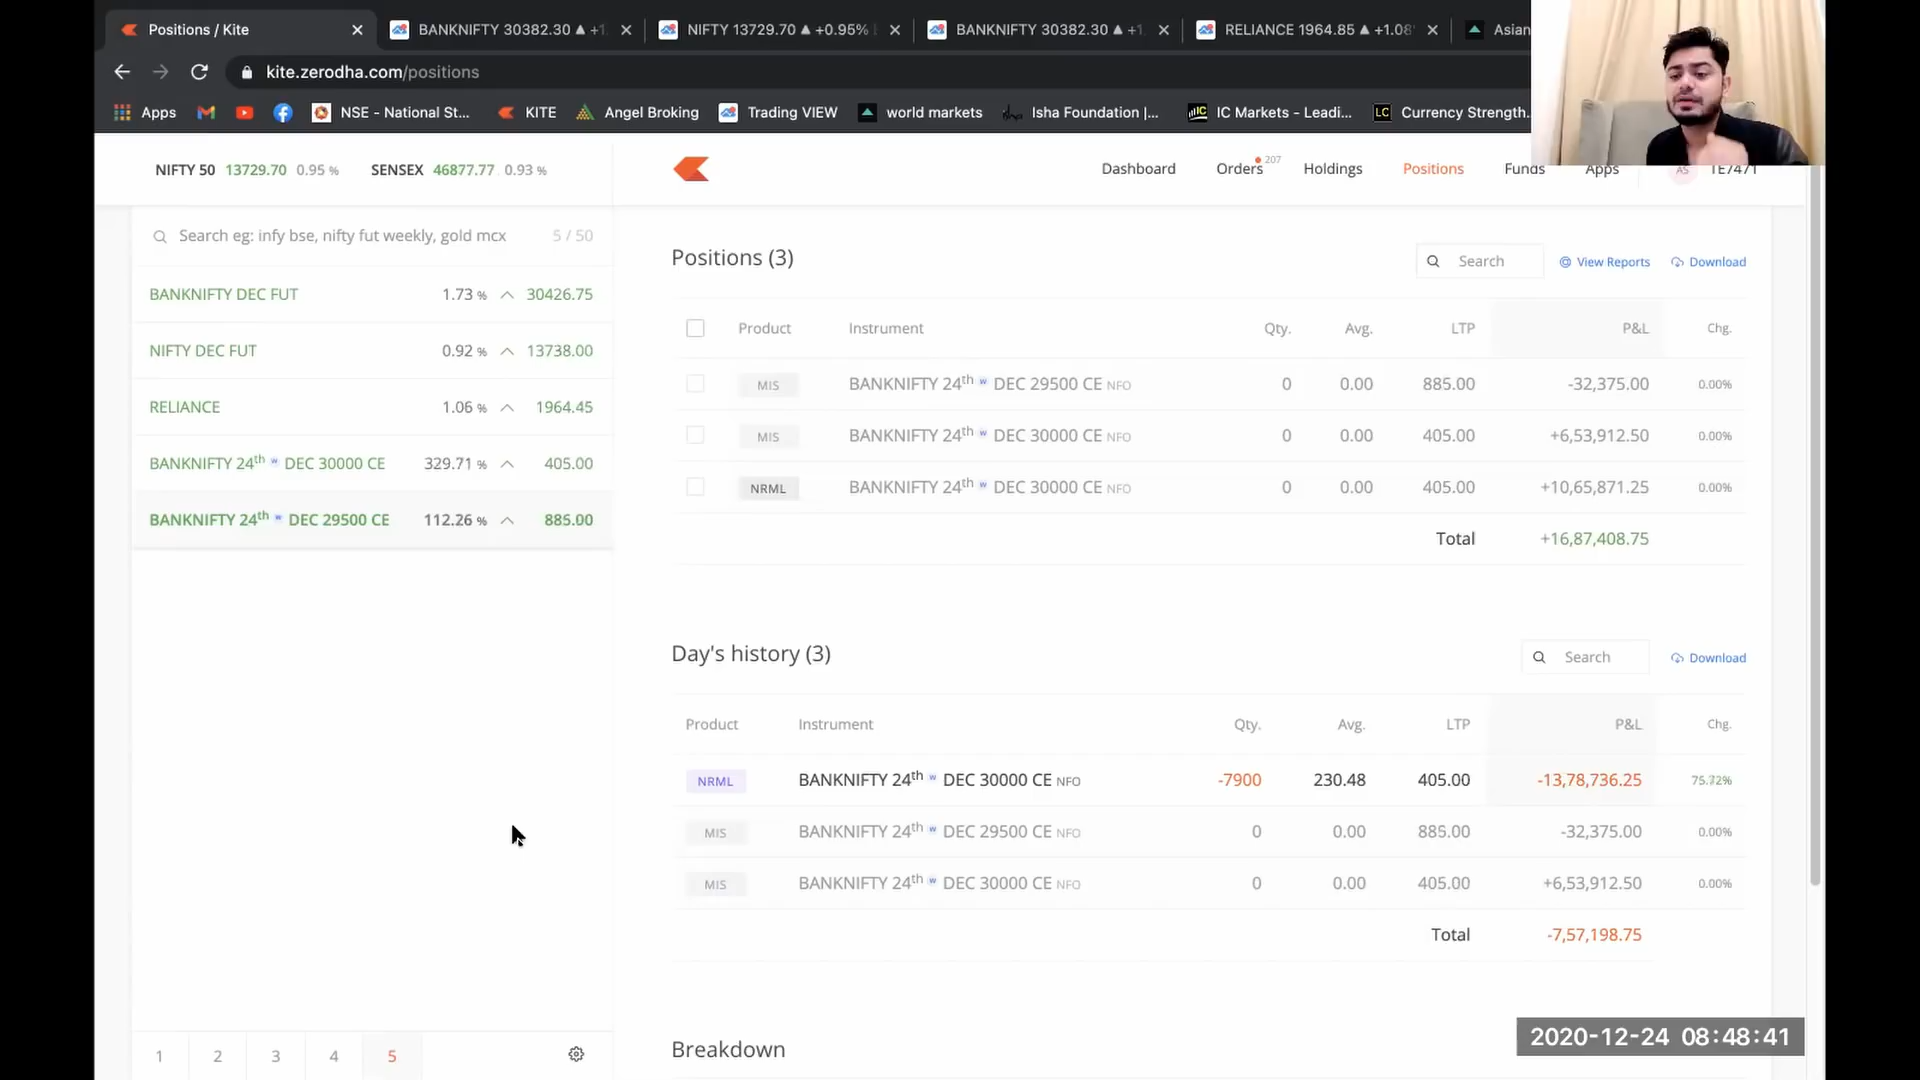 Positions / Kite
BANKNIFTY 30382.30 ▲ +1.
NIFTY 13729.70 ▲ +0.95%
BANKNIFTY 30382.30 ▲ +1.
RELIANCE 1964.85 ▲ +1.08
Asian
kite.zerodha.com/positions
Apps
NSE - National St...
KITE
Angel Broking
Trading VIEW
world markets
Isha Foundation |...
IC Markets - Leadi...
LC Currency Strength.
NIFTY 50 13729.70 0.95 %
SENSEX 46877.77 0.93 %
Dashboard
Orders 207
Holdings
Positions
Funds
Apps
AS TE7471
Search eg: infy bse, nifty fut weekly, gold mcx 5 / 50
BANKNIFTY DEC FUT 1.73 % 30426.75
NIFTY DEC FUT 0.92 % 13738.00
RELIANCE 1.06 % 1964.45
BANKNIFTY 24th w DEC 30000 CE 329.71 % 405.00
BANKNIFTY 24th w DEC 29500 CE 112.26 % 885.00
1 2 3 4 5
Positions (3)
Search
View Reports
Download
Product Instrument Qty. Avg. LTP P&L Chg.
MIS BANKNIFTY 24th w DEC 29500 CE NFO 0 0.00 885.00 -32,375.00 0.00%
MIS BANKNIFTY 24th w DEC 30000 CE NFO 0 0.00 405.00 +6,53,912.50 0.00%
NRML BANKNIFTY 24th w DEC 30000 CE NFO 0 0.00 405.00 +10,65,871.25 0.00%
Total +16,87,408.75
Day's history (3)
Search
Download
Product Instrument Qty. Avg. LTP P&L Chg.
NRML BANKNIFTY 24th w DEC 30000 CE NFO -7900 230.48 405.00 -13,78,736.25 75.72%
MIS BANKNIFTY 24th w DEC 29500 CE NFO 0 0.00 885.00 -32,375.00 0.00%
MIS BANKNIFTY 24th w DEC 30000 CE NFO 0 0.00 405.00 +6,53,912.50 0.00%
Total -7,57,198.75
Breakdown
2020-12-24 08:48:41